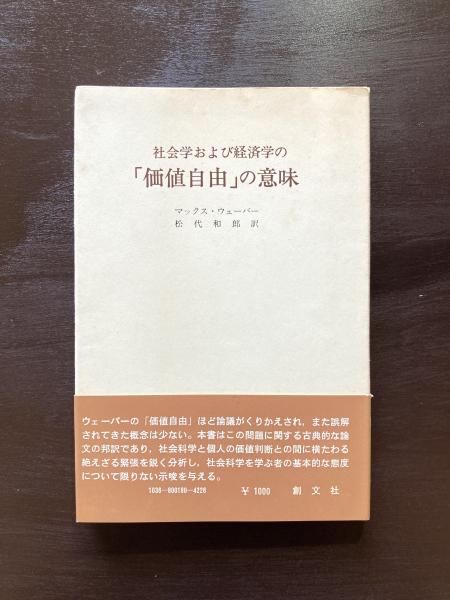 社会学および経済学の
「価値自由」の意味
マックス・ウェーバー
松代和郎訳
ウェーバーの「価値自由」ほど論議がくりかえされ，また誤解
されてきた概念は少ない。本書はこの問題に関する古典的な論
文の邦訳であり，社会科学と個人の価値判断との間に横たわる
絶えざる緊張を鋭く分析し，社会科学を学ぶ者の基本的な態度
について限りない示唆を与える。
1036—600189—4226 ￥1000 創文社